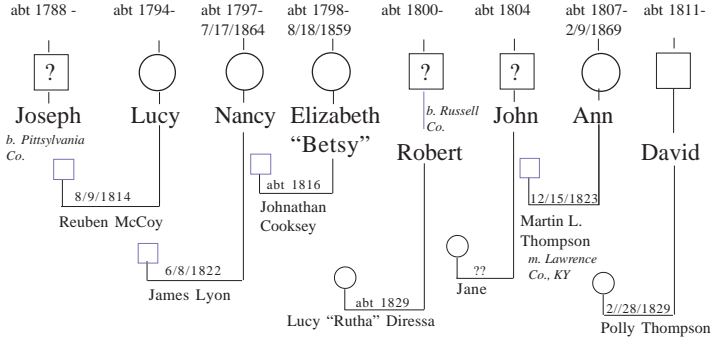 abt 1788 -
abt 1794-
abt 1797-
7/17/1864
abt 1798-
8/18/1859
abt 1800-
abt 1804
abt 1807-
2/9/1869
abt 1811-
?
?
?
Joseph
b. Pittsylvania
Co.
Lucy
Nancy
Elizabeth
“Betsy”
b. Russell
Co.
Robert
John
Ann
David
8/9/1814
Reuben McCoy
abt 1816
Johnathan
Cooksey
12/15/1823
Martin L.
Thompson
m. Lawrence
Co., KY
6/8/1822
James Lyon
??
Jane
abt 1829
Lucy “Rutha” Diressa
2//28/1829
Polly Thompson